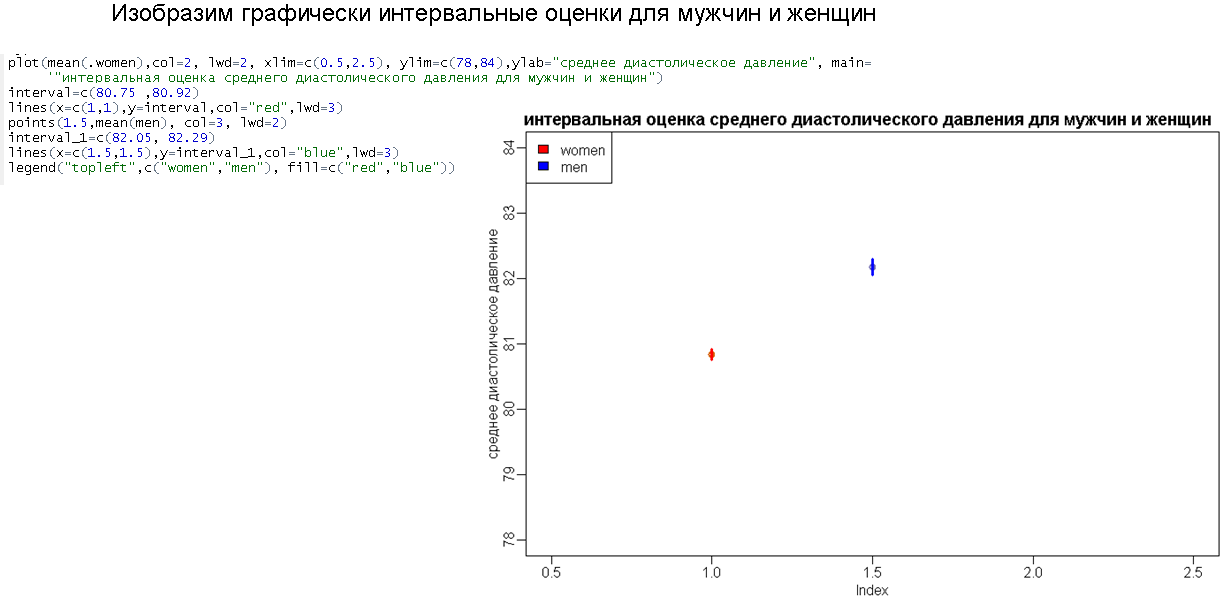 Изобразим графически интервальные оценки для мужчин и женщин
plot(mean(.women),col=2, lwd=2, xlim=c(0.5,2.5), ylim=c(78,84),ylab="среднее диастолическое давление", main=
'"интервальная оценка среднего диастолического давления для мужчин и женщин")
interval=c(80.75 ,80.92)
lines(x=c(1,1),y=interval,col="red",lwd=3)
points(1.5,mean(men), col=3, lwd=2)
interval_1=c(82.05, 82.29)
lines(x=c(1.5,1.5),y=interval_1,col="blue",lwd=3)
legend("topleft",c("women","men"), fill=c("red","blue"))
интервальная оценка среднего диастолического давления для мужчин и женщин
women
men
среднее диастолическое давление
84
83
82
81
80
79
78
0.5 1.0 1.5 2.0 2.5
Index